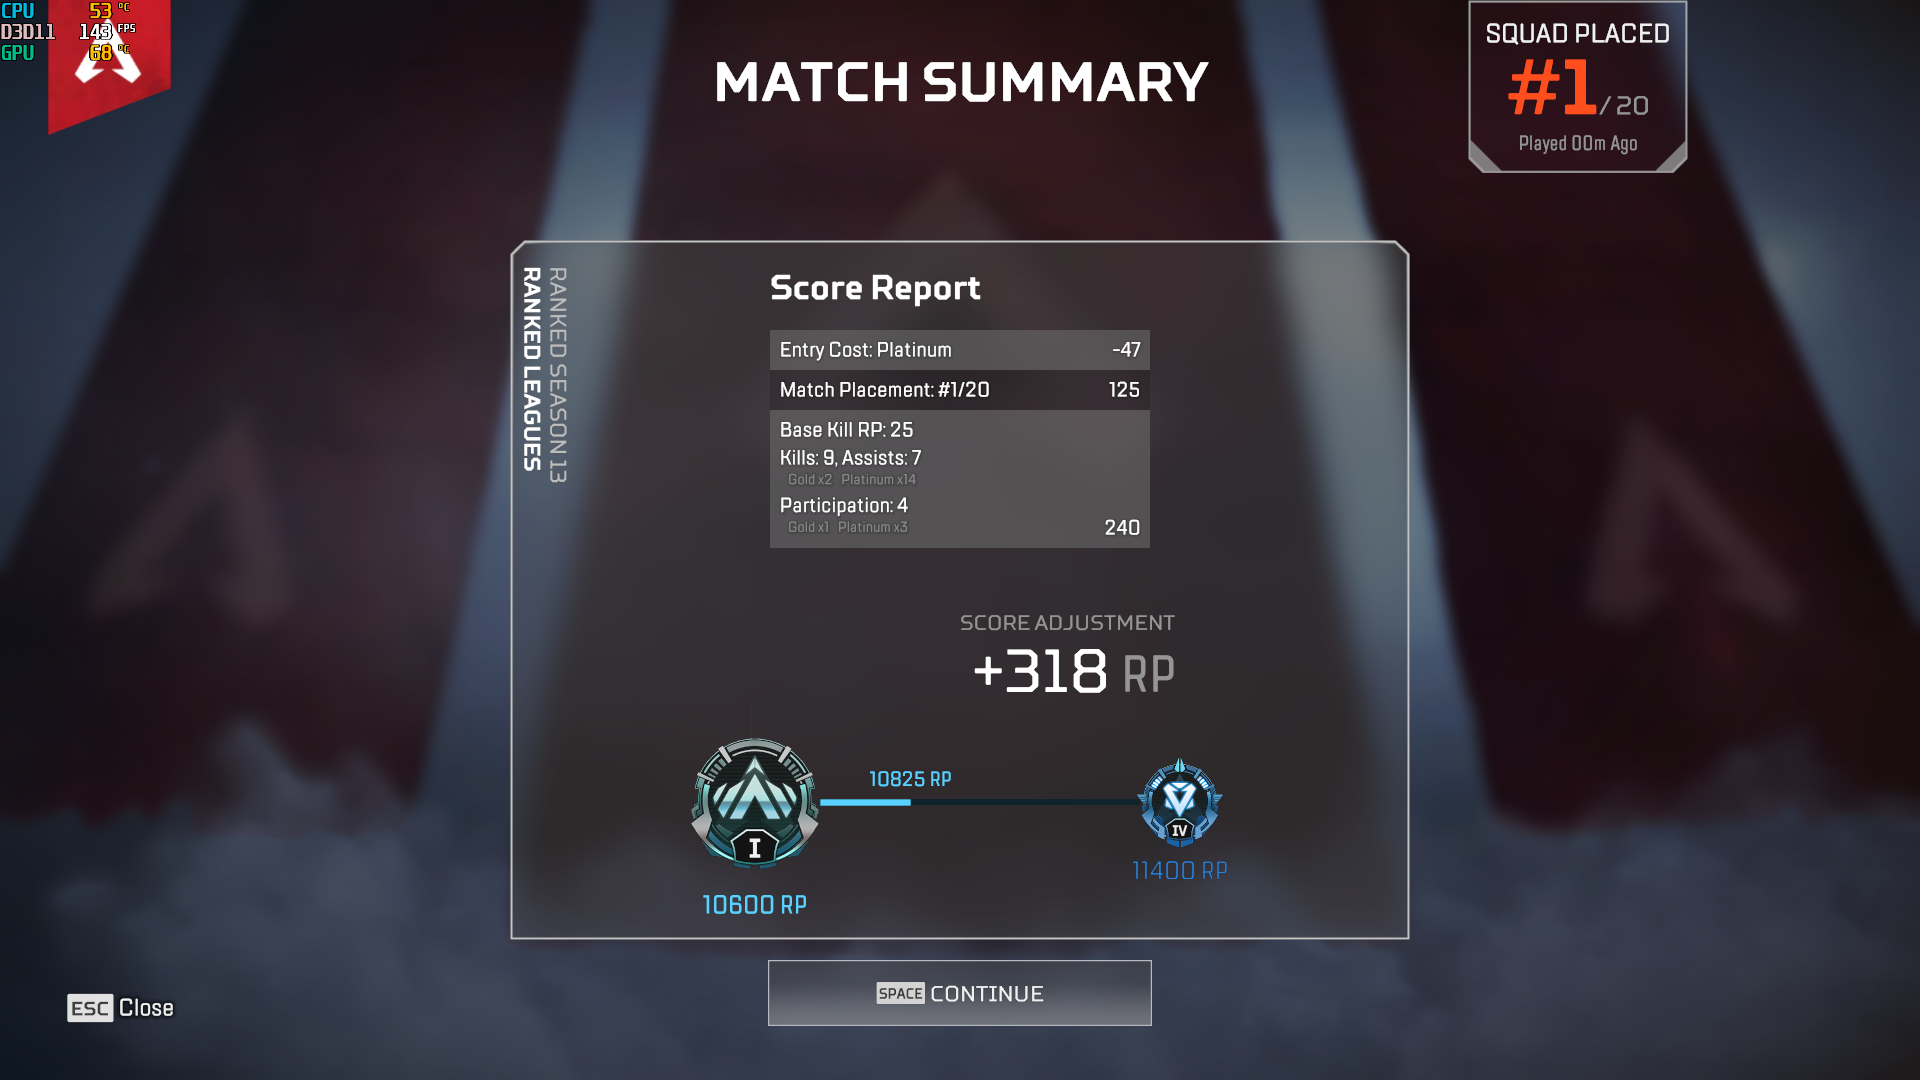 CPU 53 °C
D3D11 143 FPS
GPU 68 °C
MATCH SUMMARY
SQUAD PLACED
#1/20
Played 00m Ago
RANKED SEASON 13
RANKED LEAGUES
Score Report
Entry Cost: Platinum -47
Match Placement: #1/20 125
Base Kill RP: 25
Kills: 9, Assists: 7
Gold x2 Platinum x14
Participation: 4
Gold x1 Platinum x3
240
SCORE ADJUSTMENT
+318 RP
10825 RP
I
IV
11400 RP
10600 RP
SPACE CONTINUE
ESC Close